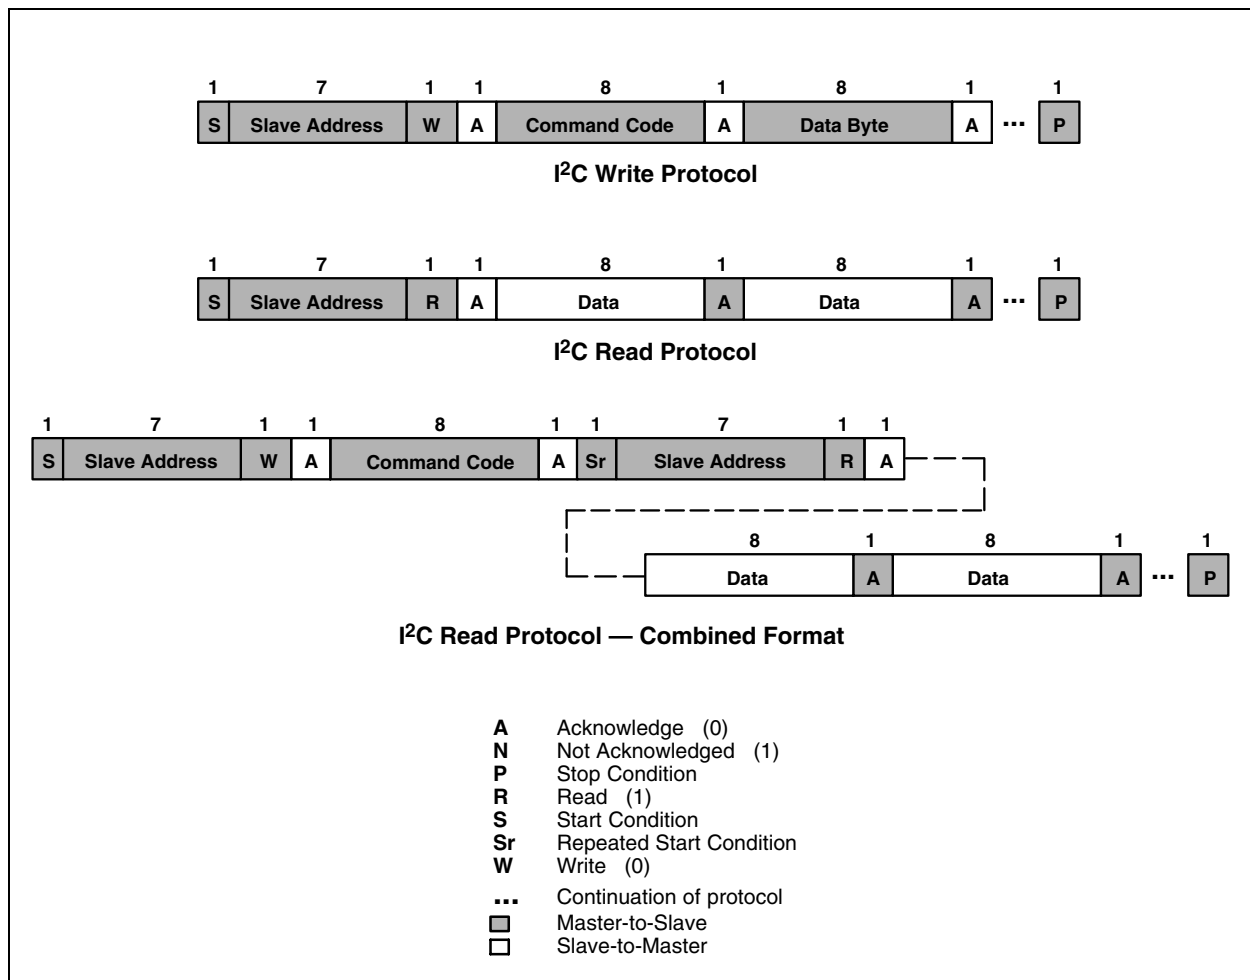 1 7 1 1 8 1 8 1 1
S Slave Address W A Command Code A Data Byte A ... P
I²C Write Protocol
1 7 1 1 8 1 8 1 1
S Slave Address R A Data A Data A ... P
I²C Read Protocol
1 7 1 1 8 1 1 7 1 1
S Slave Address W A Command Code A Sr Slave Address R A
8 1 8 1 1
Data A Data A ... P
I²C Read Protocol — Combined Format
A Acknowledge (0)
N Not Acknowledged (1)
P Stop Condition
R Read (1)
S Start Condition
Sr Repeated Start Condition
W Write (0)
... Continuation of protocol
Master-to-Slave
Slave-to-Master